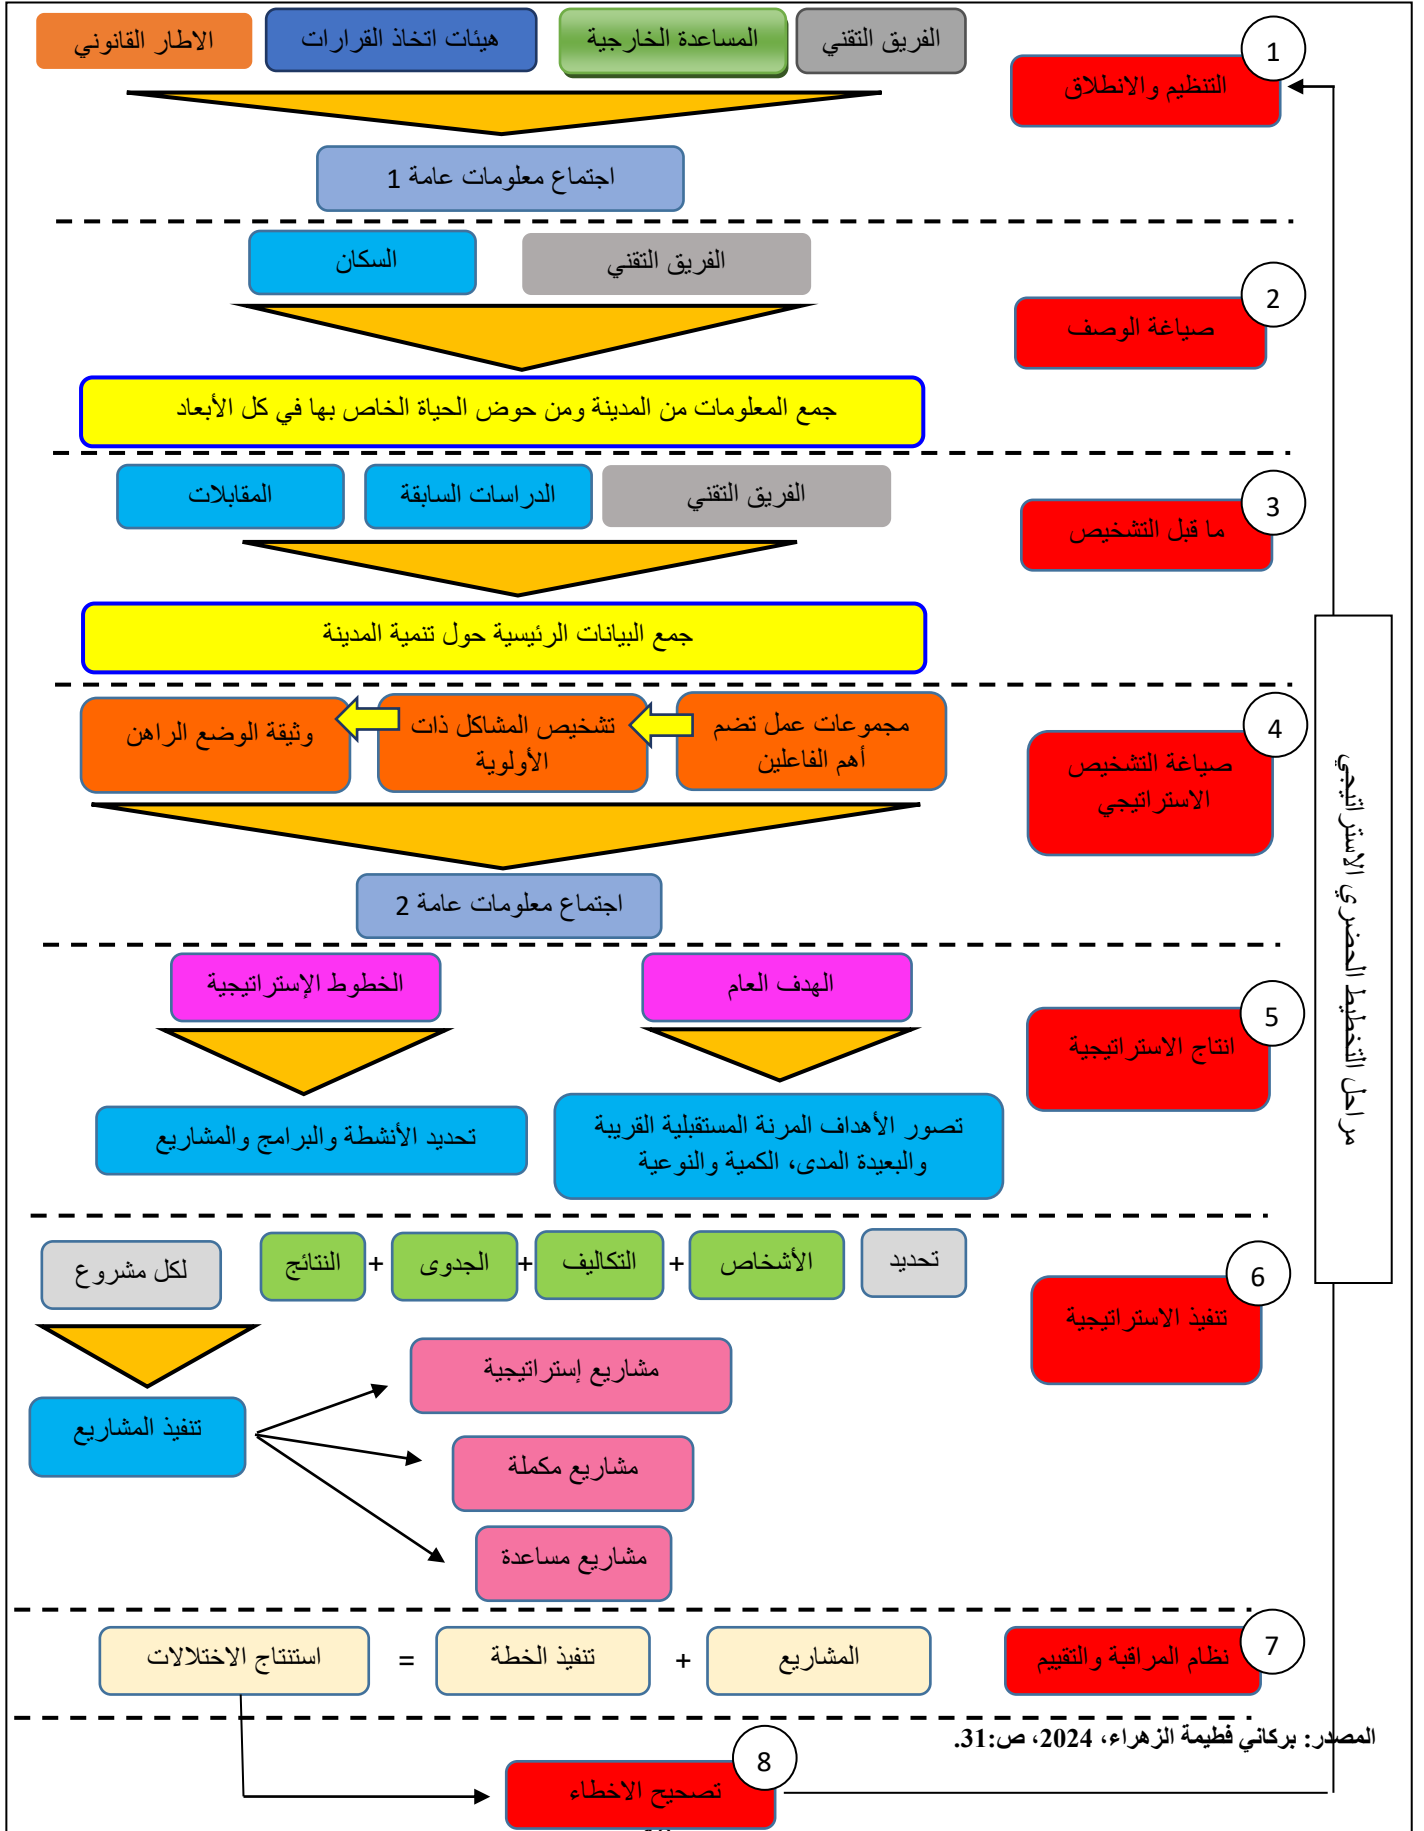 1
التنظيم والانطلاق
الفريق التقني
المساعدة الخارجية
هيئات اتخاذ القرارات
الاطار القانوني
اجتماع معلومات عامة 1
2
صياغة الوصف
الفريق التقني
السكان
جمع المعلومات من المدينة ومن حوض الحياة الخاص بها في كل الأبعاد
3
ما قبل التشخيص
الفريق التقني
الدراسات السابقة
المقابلات
جمع البيانات الرئيسية حول تنمية المدينة
4
صياغة التشخيص
الاستراتيجي
مجموعات عمل تضم
أهم الفاعلين
تشخيص المشاكل ذات
الأولوية
وثيقة الوضع الراهن
اجتماع معلومات عامة 2
مراحل التخطيط الحضري الاستراتيجي
5
انتاج الاستراتيجية
الهدف العام
الخطوط الإستراتيجية
تصور الأهداف المرنة المستقبلية القريبة
والبعيدة المدى، الكمية والنوعية
تحديد الأنشطة والبرامج والمشاريع
6
تنفيذ الاستراتيجية
تحديد
الأشخاص
+
التكاليف
+
الجدوى
+
النتائج
لكل مشروع
تنفيذ المشاريع
مشاريع إستراتيجية
مشاريع مكملة
مشاريع مساعدة
7
نظام المراقبة والتقييم
المشاريع
+
تنفيذ الخطة
=
استنتاج الاختلالات
المصدر: بركاني فطيمة الزهراء، 2024، ص:31.
8
تصحيح الاخطاء